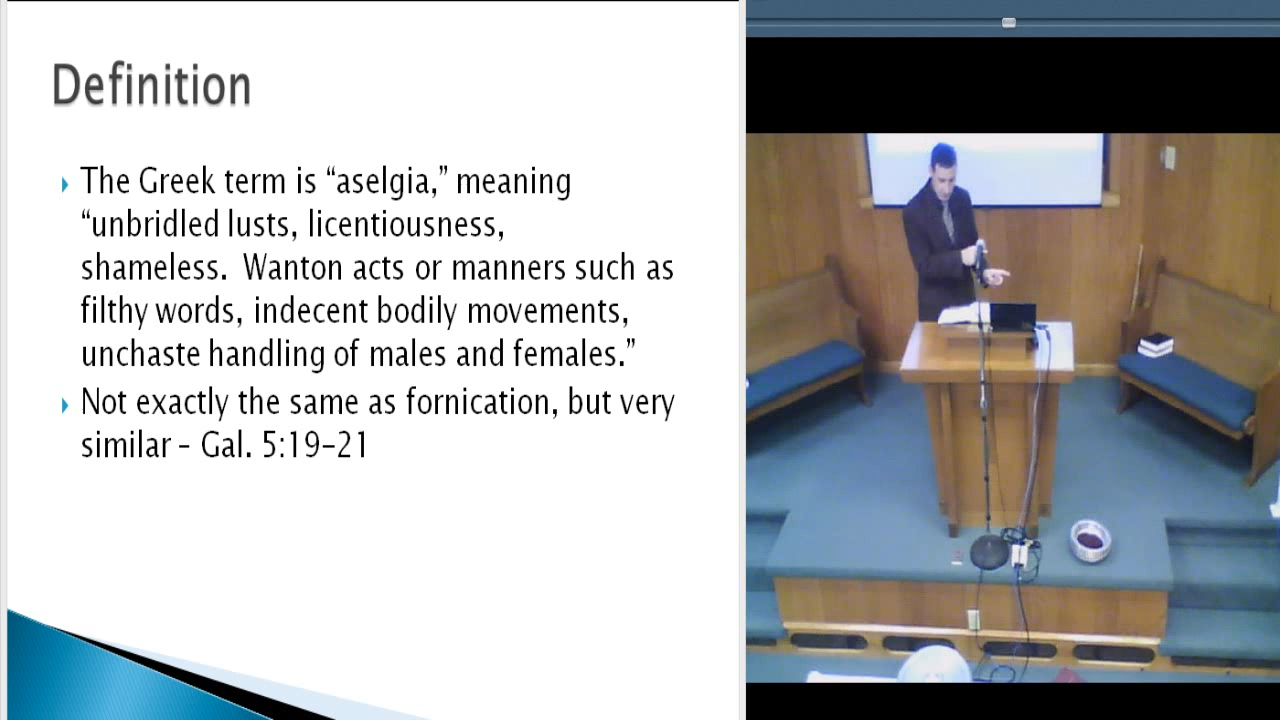 Definition
The Greek term is “aselgia,” meaning
“unbridled lusts, licentiousness,
shameless.  Wanton acts or manners such as
filthy words, indecent bodily movements,
unchaste handling of males and females.”
Not exactly the same as fornication, but very
similar – Gal. 5:19–21